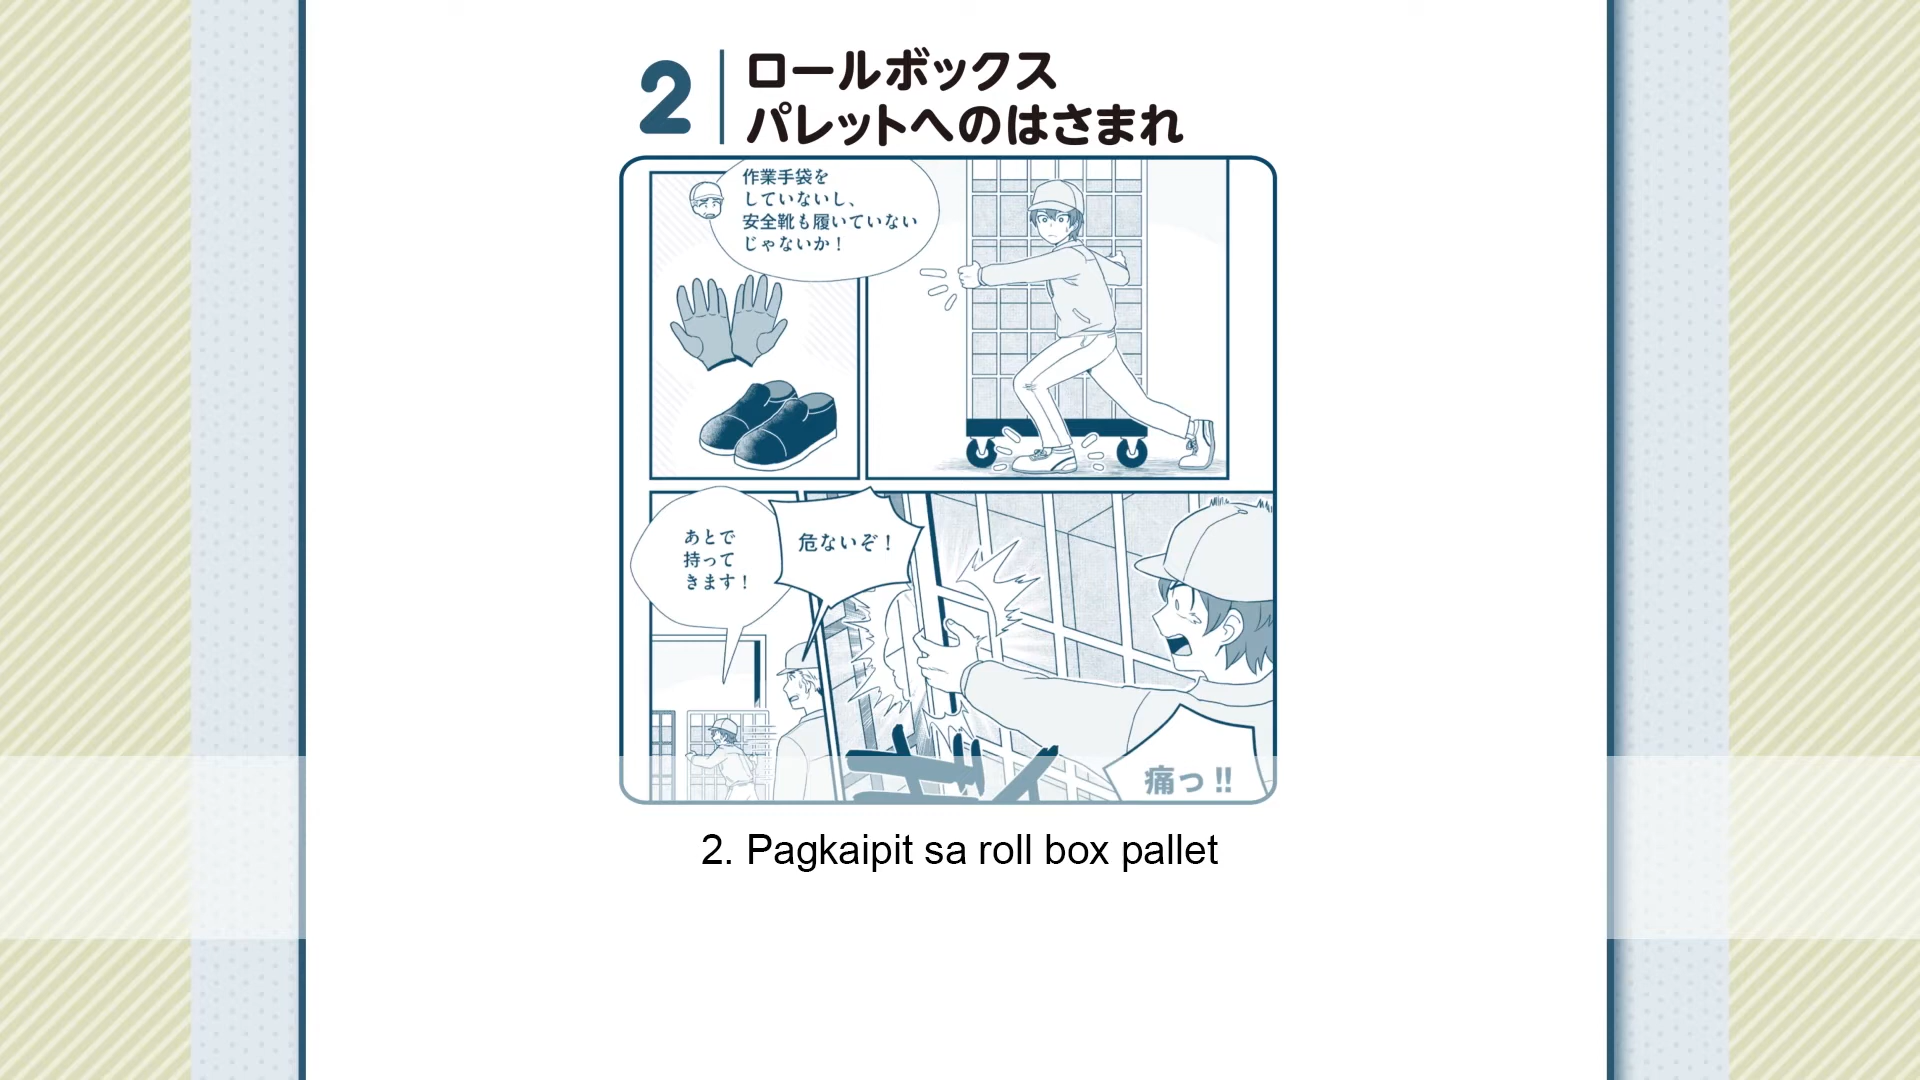 2
ロールボックス
パレットへのはさまれ
作業手袋を
していないし、
安全靴も履いていない
じゃないか！
あとで
持って
きます！
危ないぞ！
痛っ!!
2. Pagkaipit sa roll box pallet